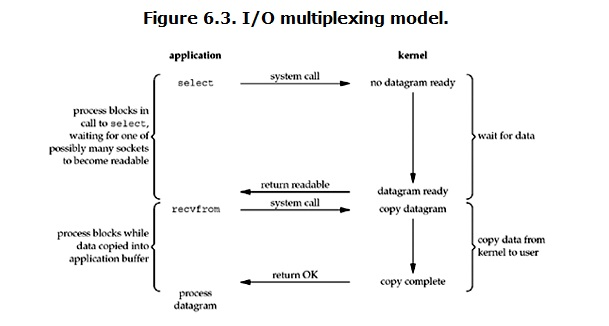 Figure 6.3. I/O multiplexing model.
application
kernel
select
system call
no datagram ready
process blocks in
call to select,
waiting for one of
possibly many sockets
to become readable
wait for data
return readable
datagram ready
recvfrom
system call
copy datagram
process blocks while
data copied into
application buffer
copy data from
kernel to user
return OK
copy complete
process
datagram